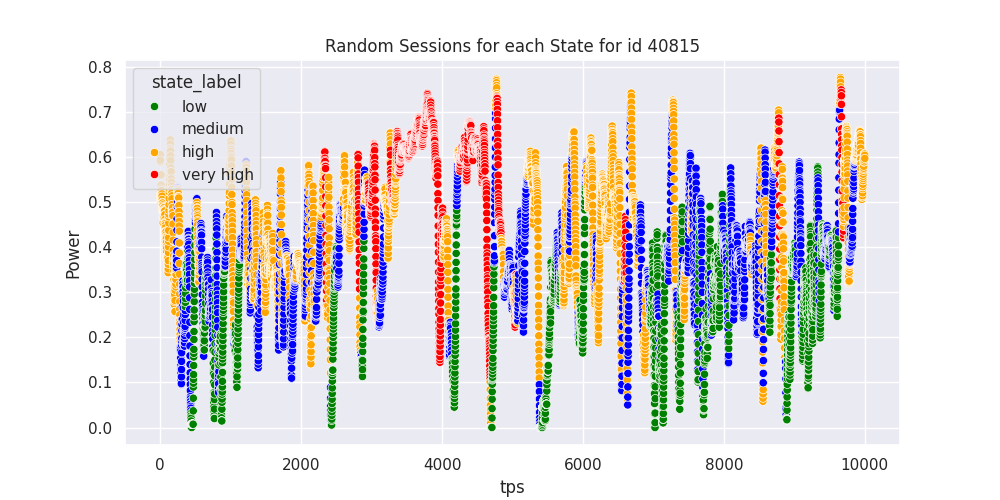 Random Sessions for each State for id 40815
state_label
low
medium
high
very high
Power
0.8
0.7
0.6
0.5
0.4
0.3
0.2
0.1
0.0
0 2000 4000 6000 8000 10000
tps